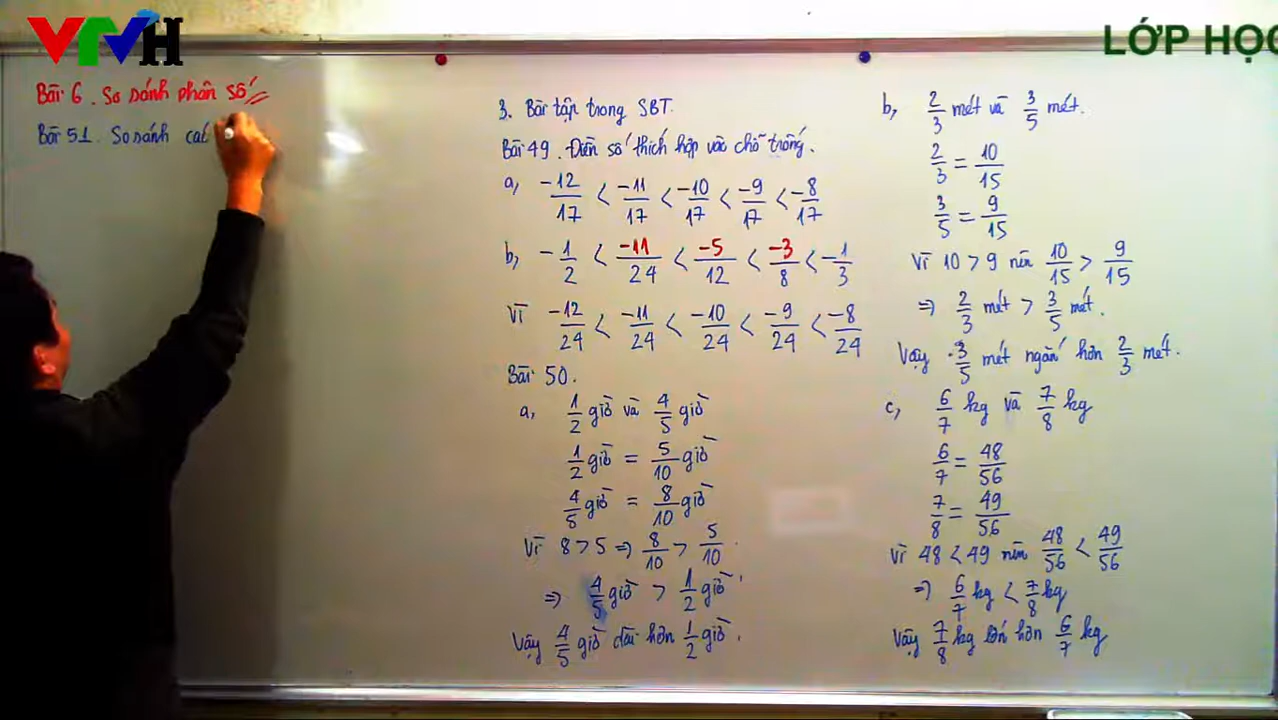 VTVH
LỚP HỌC
Bài 6. So sánh phân số
Bài 51. So sánh các
3. Bài tập trong SBT.
Bài 49. Điền số thích hợp vào chỗ trống.
a, -12/17 < -11/17 < -10/17 < -9/17 < -8/17
b, -1/2 < -11/24 < -5/12 < -3/8 < -1/3
Vì -12/24 < -11/24 < -10/24 < -9/24 < -8/24
Bài 50.
a, 1/2 giờ và 4/5 giờ
1/2 giờ = 5/10 giờ
4/5 giờ = 8/10 giờ
Vì 8 > 5 => 8/10 > 5/10.
=> 4/5 giờ > 1/2 giờ.
Vậy 4/5 giờ dài hơn 1/2 giờ.
b, 2/3 mét và 3/5 mét.
2/3 = 10/15
3/5 = 9/15
Vì 10 > 9 nên 10/15 > 9/15
=> 2/3 mét > 3/5 mét.
Vậy 3/5 mét ngắn hơn 2/3 mét.
c, 6/7 kg và 7/8 kg
6/7 = 48/56
7/8 = 49/56
Vì 48 < 49 nên 48/56 < 49/56
=> 6/7 kg < 7/8 kg
Vậy 7/8 kg lớn hơn 6/7 kg